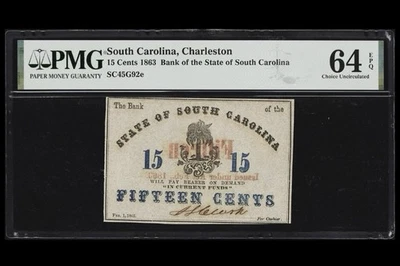 PMG
PAPER MONEY GUARANTY
South Carolina, Charleston
15 Cents 1863 Bank of the State of South Carolina
SC45G92e
64 EPQ
Choice Uncirculated
The Bank of the
STATE OF SOUTH CAROLINA
15 15
WILL PAY BEARER ON DEMAND
"IN CURRENT FUNDS"
FIFTEEN CENTS
Feb. 1, 1863.
For Cashier.